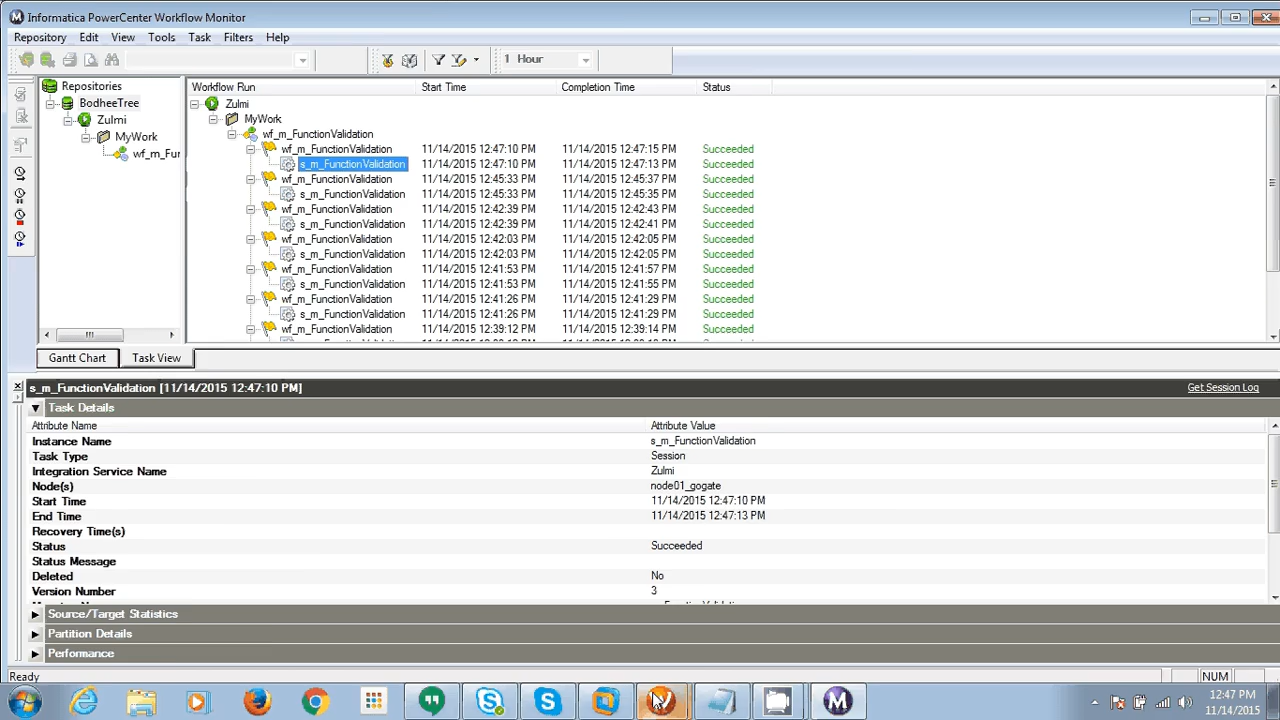 Informatica PowerCenter Workflow Monitor
Repository Edit View Tools Task Filters Help
1 Hour
Repositories
BodheeTree
Zulmi
MyWork
wf_m_Fur
Workflow Run Start Time Completion Time Status
Zulmi
MyWork
wf_m_FunctionValidation
wf_m_FunctionValidation 11/14/2015 12:47:10 PM 11/14/2015 12:47:15 PM Succeeded
s_m_FunctionValidation 11/14/2015 12:47:10 PM 11/14/2015 12:47:13 PM Succeeded
wf_m_FunctionValidation 11/14/2015 12:45:33 PM 11/14/2015 12:45:37 PM Succeeded
s_m_FunctionValidation 11/14/2015 12:45:33 PM 11/14/2015 12:45:37 PM Succeeded
wf_m_FunctionValidation 11/14/2015 12:42:39 PM 11/14/2015 12:42:43 PM Succeeded
s_m_FunctionValidation 11/14/2015 12:42:39 PM 11/14/2015 12:42:41 PM Succeeded
wf_m_FunctionValidation 11/14/2015 12:42:03 PM 11/14/2015 12:42:05 PM Succeeded
s_m_FunctionValidation 11/14/2015 12:42:03 PM 11/14/2015 12:42:05 PM Succeeded
wf_m_FunctionValidation 11/14/2015 12:41:53 PM 11/14/2015 12:41:57 PM Succeeded
s_m_FunctionValidation 11/14/2015 12:41:53 PM 11/14/2015 12:41:55 PM Succeeded
wf_m_FunctionValidation 11/14/2015 12:41:26 PM 11/14/2015 12:41:29 PM Succeeded
s_m_FunctionValidation 11/14/2015 12:41:26 PM 11/14/2015 12:41:29 PM Succeeded
wf_m_FunctionValidation 11/14/2015 12:39:12 PM 11/14/2015 12:39:14 PM Succeeded
Gantt Chart Task View
s_m_FunctionValidation [11/14/2015 12:47:10 PM] Get Session Log
Task Details
Attribute Name Attribute Value
Instance Name s_m_FunctionValidation
Task Type Session
Integration Service Name Zulmi
Node(s) node01_gogate
Start Time 11/14/2015 12:47:10 PM
End Time 11/14/2015 12:47:13 PM
Recovery Time(s)
Status Succeeded
Status Message
Deleted No
Version Number 3
Source/Target Statistics
Partition Details
Performance
Ready NUM
12:47 PM
11/14/2015